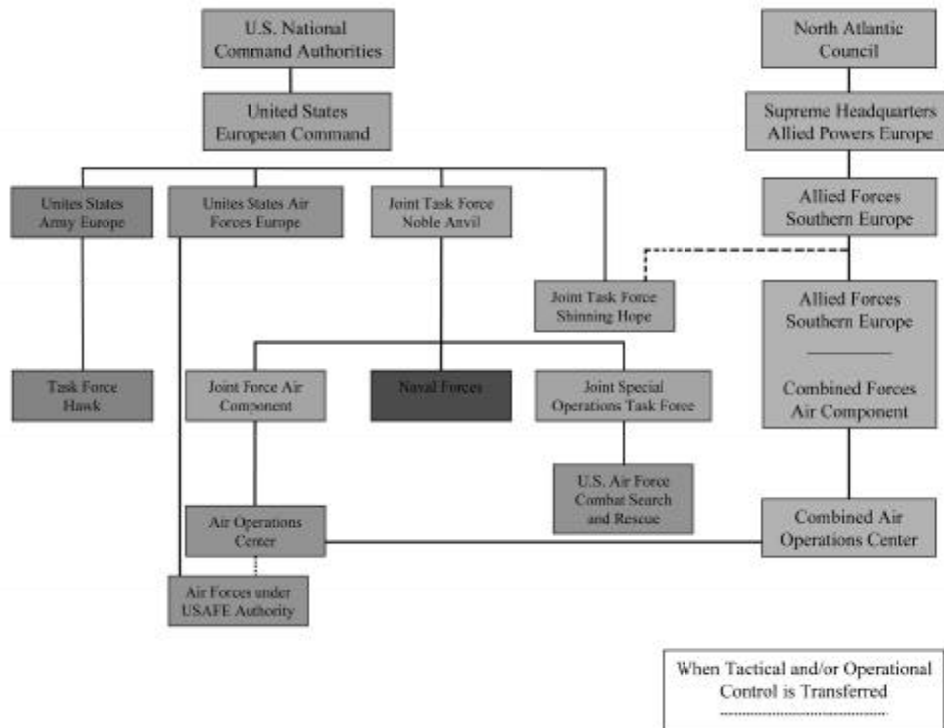 U.S. National
Command Authorities
North Atlantic
Council
United States
European Command
Supreme Headquarters
Allied Powers Europe
Unites States
Army Europe
Unites States Air
Forces Europe
Joint Task Force
Noble Anvil
Allied Forces
Southern Europe
Joint Task Force
Shinning Hope
Allied Forces
Southern Europe
Combined Forces
Air Component
Task Force
Hawk
Joint Force Air
Component
Naval Forces
Joint Special
Operations Task Force
U.S. Air Force
Combat Search
and Rescue
Air Operations
Center
Combined Air
Operations Center
Air Forces under
USAFE Authority
When Tactical and/or Operational
Control is Transferred